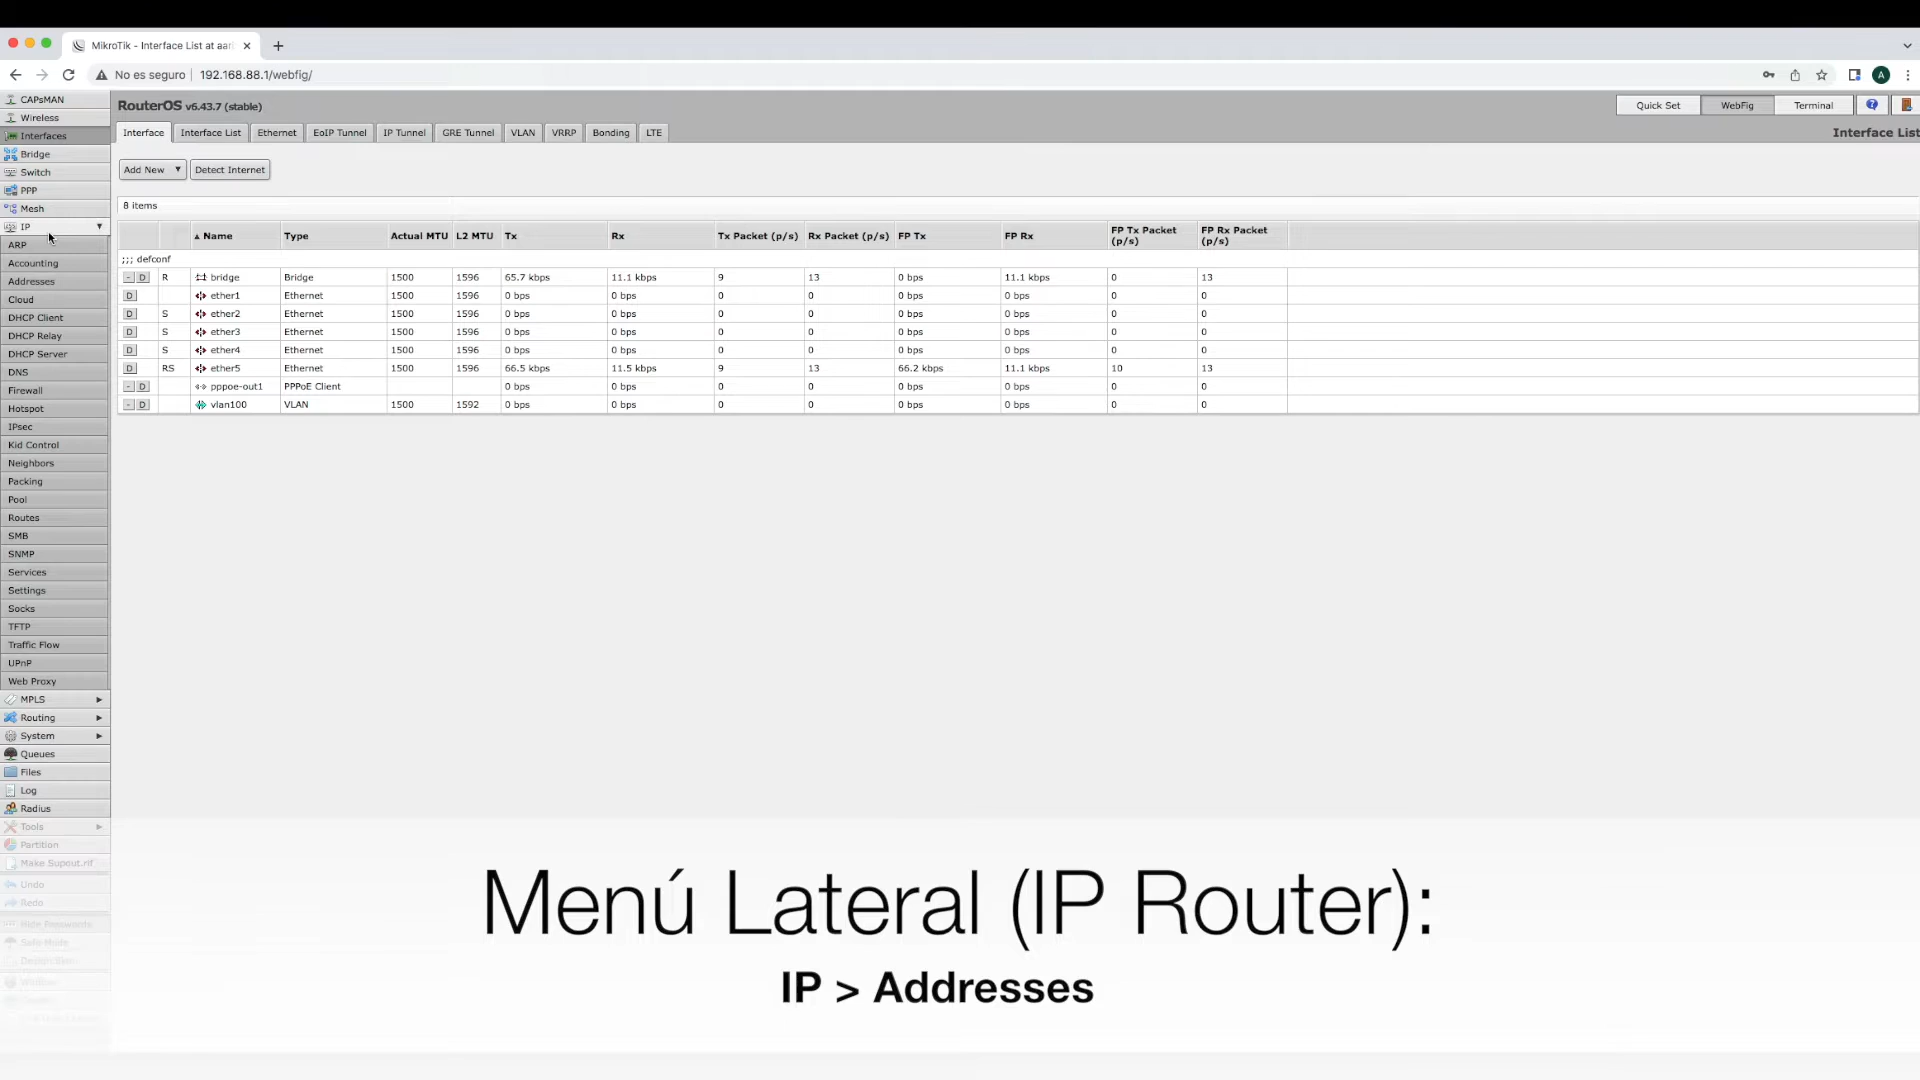 MikroTik - Interface List at aar
No es seguro 192.168.88.1/webfig/
A
CAPsMAN
Wireless
Interfaces
Bridge
Switch
PPP
Mesh
IP
ARP
Accounting
Addresses
Cloud
DHCP Client
DHCP Relay
DHCP Server
DNS
Firewall
Hotspot
IPsec
Kid Control
Neighbors
Packing
Pool
Routes
SMB
SNMP
Services
Settings
Socks
TFTP
Traffic Flow
UPnP
Web Proxy
MPLS
Routing
System
Queues
Files
Log
Radius
Tools
Partition
Make Supout.rif
Undo
Redo
Hide Passwords
Safe Mode
RouterOS v6.43.7 (stable)
Quick Set WebFig Terminal
Interface Interface List Ethernet EoIP Tunnel IP Tunnel GRE Tunnel VLAN VRRP Bonding LTE Interface List
Add New Detect Internet
8 items
Name Type Actual MTU L2 MTU Tx Rx Tx Packet (p/s) Rx Packet (p/s) FP Tx FP Rx FP Tx Packet (p/s) FP Rx Packet (p/s)
;;; defconf
- D R bridge Bridge 1500 1596 65.7 kbps 11.1 kbps 9 13 0 bps 11.1 kbps 0 13
D ether1 Ethernet 1500 1596 0 bps 0 bps 0 0 0 bps 0 bps 0 0
D S ether2 Ethernet 1500 1596 0 bps 0 bps 0 0 0 bps 0 bps 0 0
D S ether3 Ethernet 1500 1596 0 bps 0 bps 0 0 0 bps 0 bps 0 0
D S ether4 Ethernet 1500 1596 0 bps 0 bps 0 0 0 bps 0 bps 0 0
D RS ether5 Ethernet 1500 1596 66.5 kbps 11.5 kbps 9 13 66.2 kbps 11.1 kbps 10 13
- D pppoe-out1 PPPoE Client 0 bps 0 bps 0 0 0 bps 0 bps 0 0
- D vlan100 VLAN 1500 1592 0 bps 0 bps 0 0 0 bps 0 bps 0 0
Menú Lateral (IP Router):
IP > Addresses